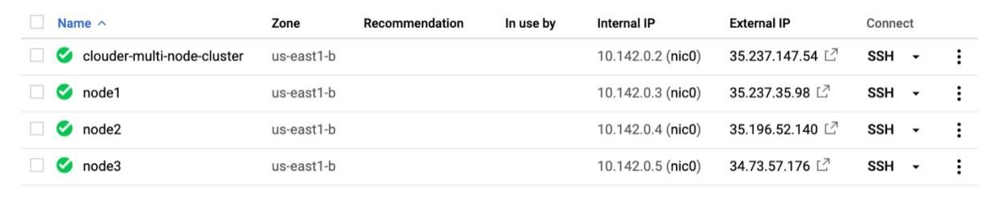 Name Zone Recommendation In use by Internal IP External IP Connect
clouder-multi-node-cluster us-east1-b 10.142.0.2 (nic0) 35.237.147.54 SSH
node1 us-east1-b 10.142.0.3 (nic0) 35.237.35.98 SSH
node2 us-east1-b 10.142.0.4 (nic0) 35.196.52.140 SSH
node3 us-east1-b 10.142.0.5 (nic0) 34.73.57.176 SSH